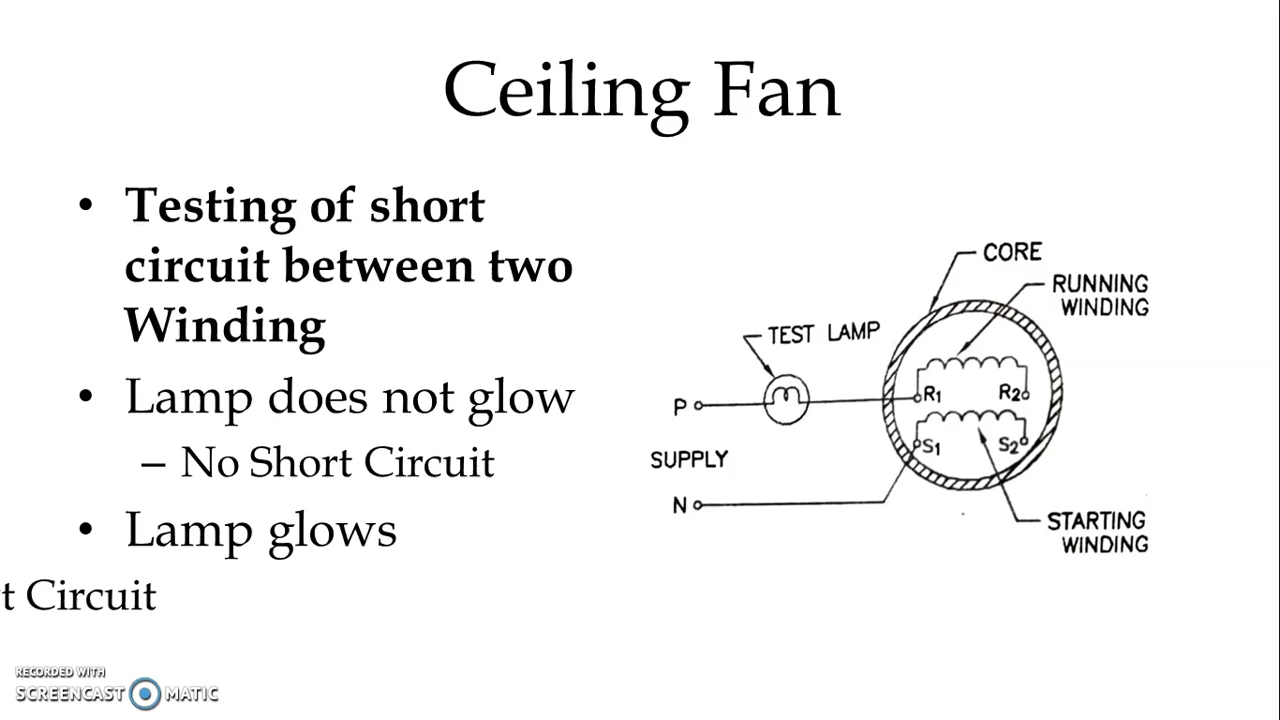 Ceiling Fan
• Testing of short
circuit between two
Winding
• Lamp does not glow
– No Short Circuit
• Lamp glows
t Circuit
CORE
RUNNING
WINDING
TEST LAMP
P
R1
R2
S1
S2
SUPPLY
N
STARTING
WINDING
RECORDED WITH
SCREENCAST MATIC